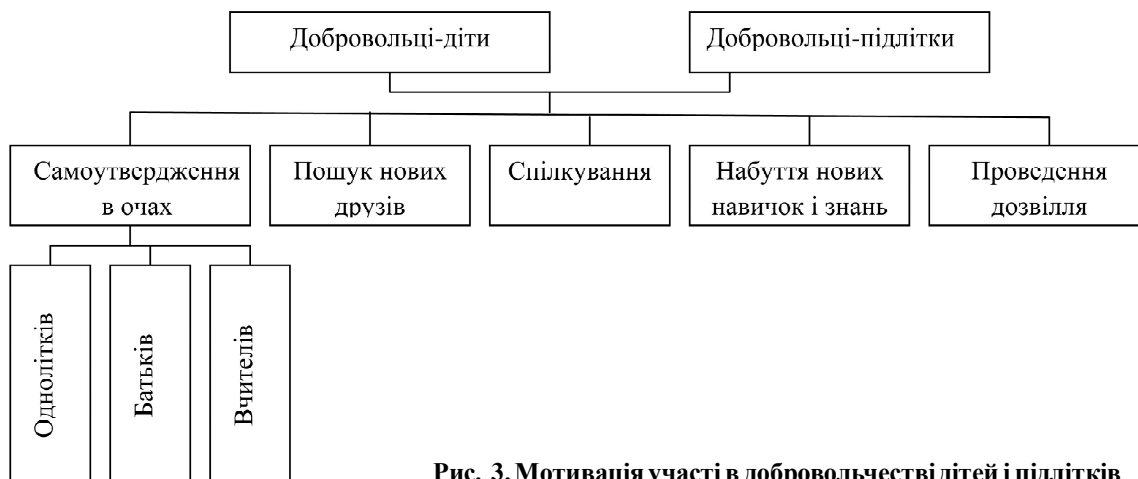 Добровольці-діти
Добровольці-підлітки
Самоутвердження
в очах
Пошук нових
друзів
Спілкування
Набуття нових
навичок і знань
Проведення
дозвілля
Однолітків
Батьків
Вчителів
Рис. 3. Мотивація участі в добровольчестві дітей і підлітків